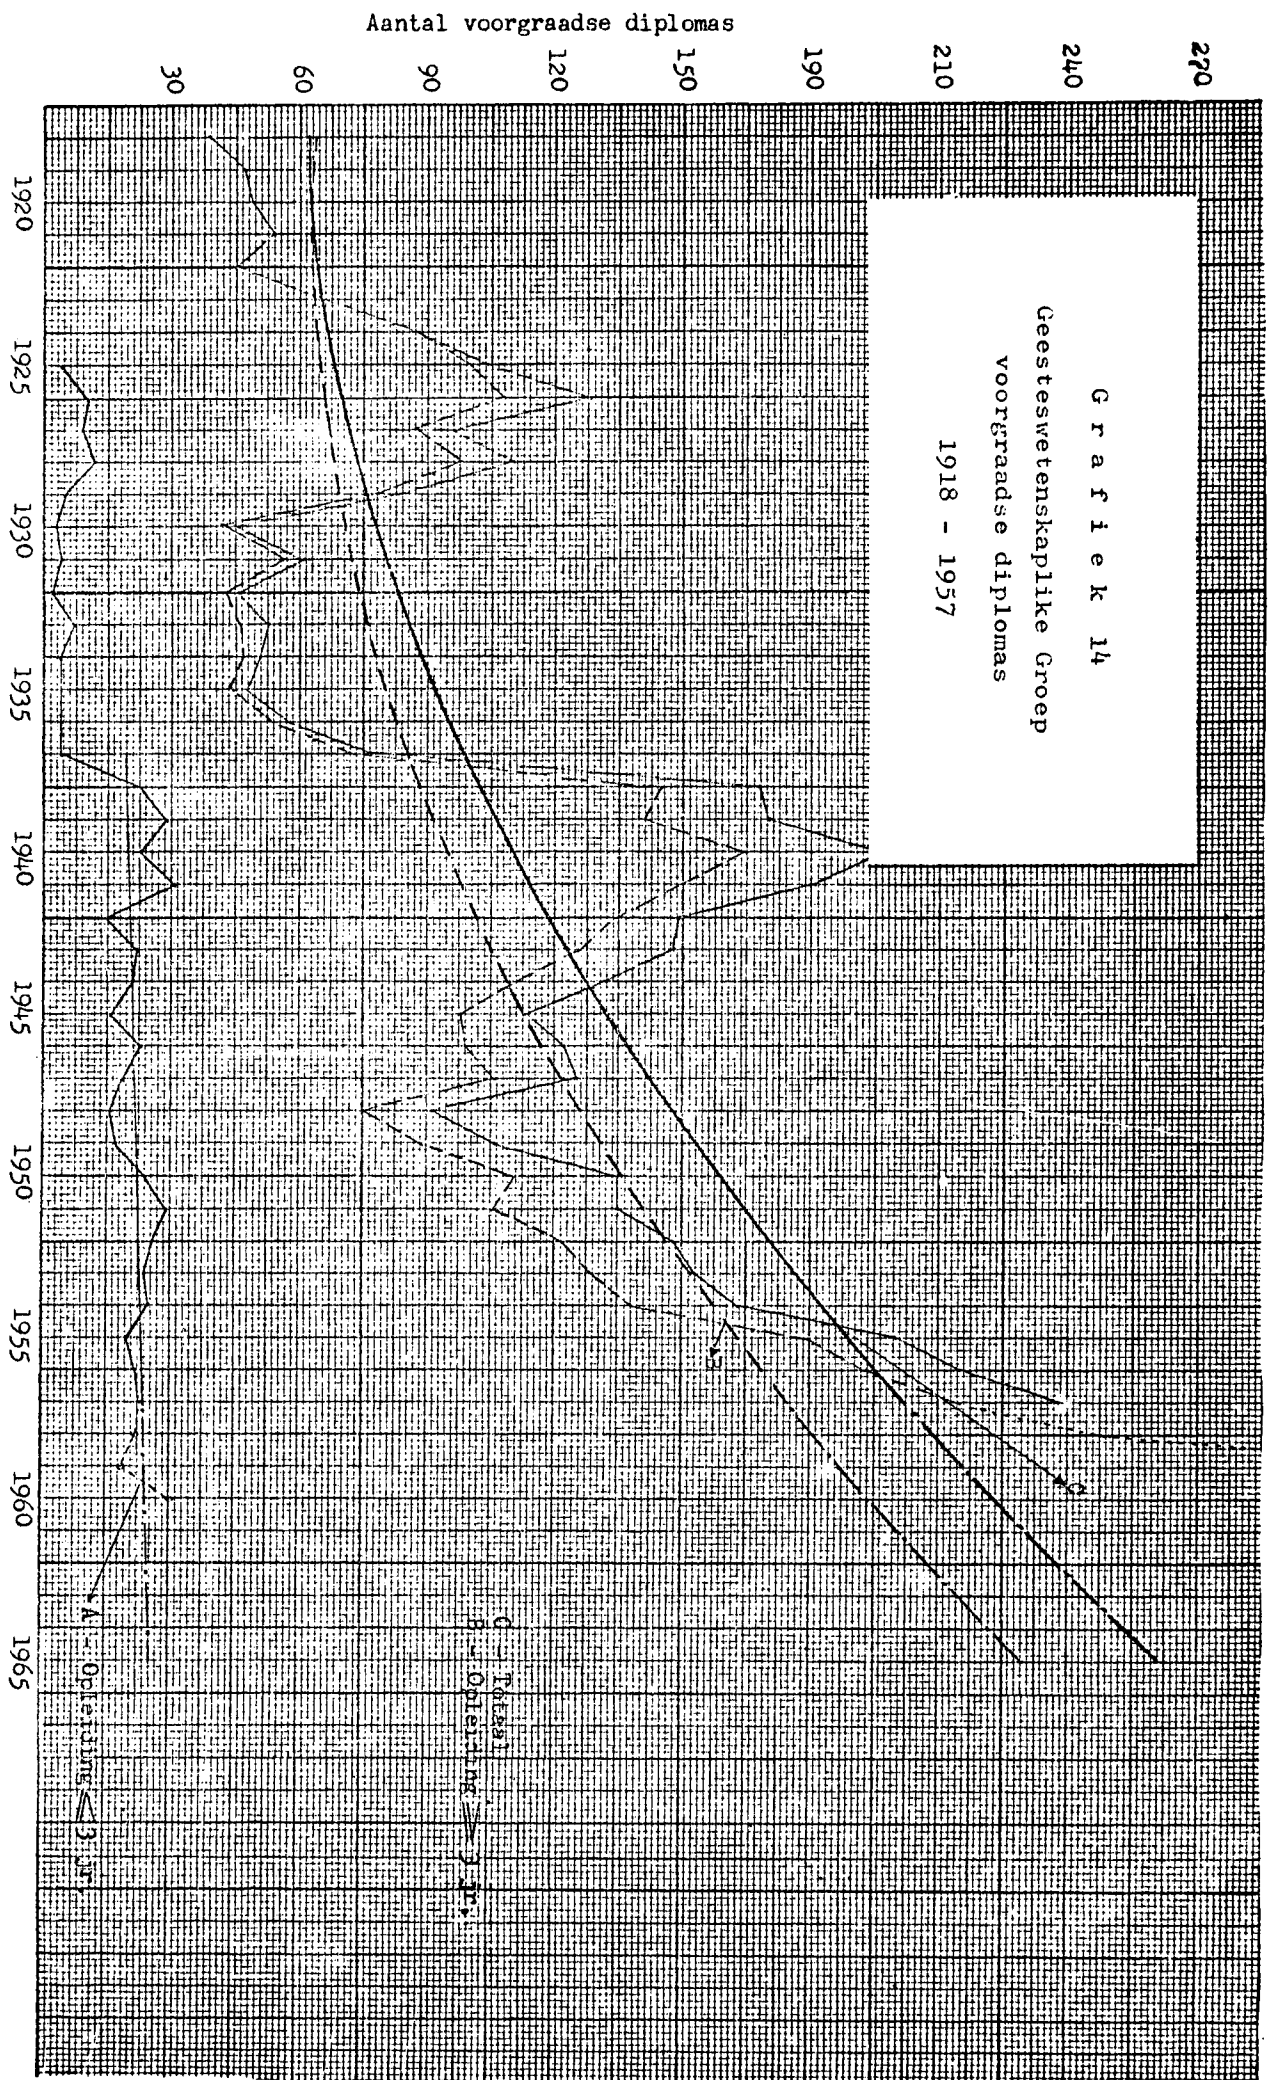 Grafiek 14
Geesteswetenskaplike Groep
voorgraadse diplomas
1918 - 1957
Aantal voorgraadse diplomas
270
240
210
190
150
120
90
60
30
1920
1925
1930
1935
1940
1945
1950
1955
1960
1965
B
C
C - Totaal
B - Opleiding ⩾ 3 jr.
A - Opleiding ⩽ 3 jr.